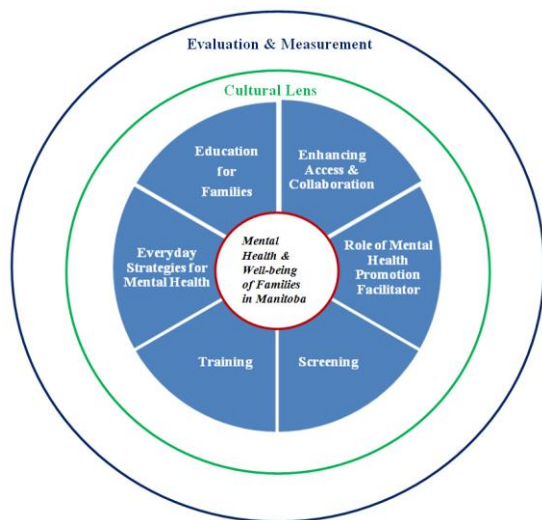 Evaluation & Measurement
Cultural Lens
Education
for
Families
Enhancing
Access &
Collaboration
Everyday
Strategies for
Mental Health
Mental
Health &
Well-being
of Families
in Manitoba
Role of Mental
Health
Promotion
Facilitator
Training
Screening